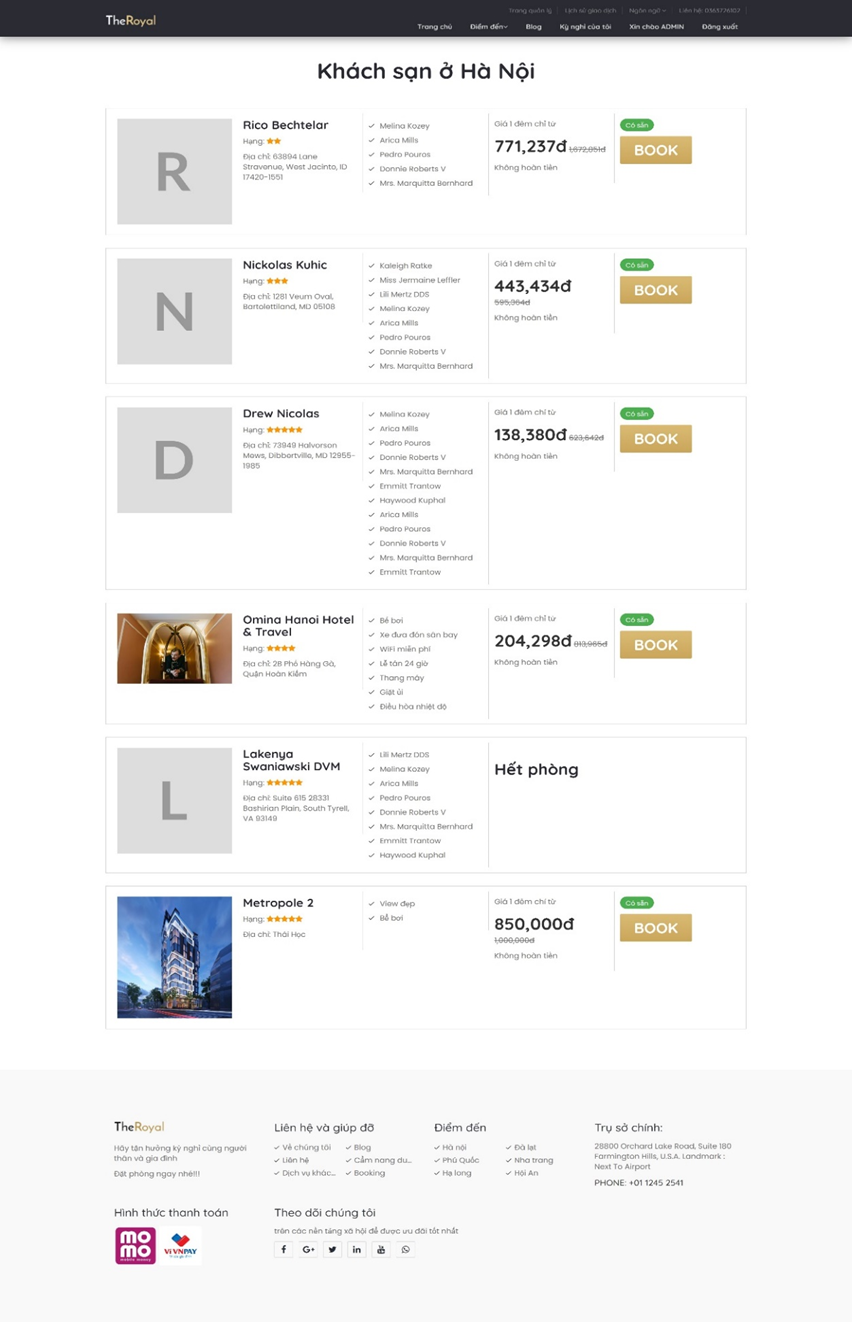 TheRoyal
Trang quản lý
Lịch sử giao dịch
Ngôn ngữ
Liên hệ: 0363776107
Trang chủ
Điểm đến
Blog
Kỳ nghỉ của tôi
Xin chào ADMIN
Đăng xuất
Khách sạn ở Hà Nội
R
Rico Bechtelar
Hạng:
Địa chỉ: 63894 Lane
Stravenue, West Jacinto, ID
17420-1551
Melina Kozey
Arica Mills
Pedro Pouros
Donnie Roberts V
Mrs. Marquitta Bernhard
Giá 1 đêm chỉ từ
771,237đ 1,672,851đ
Không hoàn tiền
Có sẵn
BOOK
N
Nickolas Kuhic
Hạng:
Địa chỉ: 1281 Veum Oval,
Bartolettiland, MD 05108
Kaleigh Ratke
Miss Jermaine Leffler
Lili Mertz DDS
Melina Kozey
Arica Mills
Pedro Pouros
Donnie Roberts V
Mrs. Marquitta Bernhard
Giá 1 đêm chỉ từ
443,434đ
595,364đ
Không hoàn tiền
Có sẵn
BOOK
D
Drew Nicolas
Hạng:
Địa chỉ: 73949 Halvorson
Mews, Dibbertville, MD 12955-
1985
Melina Kozey
Arica Mills
Pedro Pouros
Donnie Roberts V
Mrs. Marquitta Bernhard
Emmitt Trantow
Haywood Kuphal
Arica Mills
Pedro Pouros
Donnie Roberts V
Mrs. Marquitta Bernhard
Emmitt Trantow
Giá 1 đêm chỉ từ
138,380đ 623,642đ
Không hoàn tiền
Có sẵn
BOOK
Omina Hanoi Hotel
& Travel
Hạng:
Địa chỉ: 28 Phố Hàng Gà,
Quận Hoàn Kiếm
Bể bơi
Xe đưa đón sân bay
WiFi miễn phí
Lễ tân 24 giờ
Thang máy
Giặt ủi
Điều hòa nhiệt độ
Giá 1 đêm chỉ từ
204,298đ 813,965đ
Không hoàn tiền
Có sẵn
BOOK
L
Lakenya
Swaniawski DVM
Hạng:
Địa chỉ: Suite 615 28331
Bashirian Plain, South Tyrell,
VA 93149
Lili Mertz DDS
Melina Kozey
Arica Mills
Pedro Pouros
Donnie Roberts V
Mrs. Marquitta Bernhard
Emmitt Trantow
Haywood Kuphal
Hết phòng
Metropole 2
Hạng:
Địa chỉ: Thái Học
View đẹp
Bể bơi
Giá 1 đêm chỉ từ
850,000đ
1,000,000đ
Không hoàn tiền
Có sẵn
BOOK
TheRoyal
Hãy tận hưởng kỳ nghỉ cùng người
thân và gia đình
Đặt phòng ngay nhé!!!
Liên hệ và giúp đỡ
Về chúng tôi
Blog
Liên hệ
Cẩm nang du...
Dịch vụ khác...
Booking
Điểm đến
Hà nội
Đà lạt
Phú Quốc
Nha trang
Hạ long
Hội An
Trụ sở chính:
28800 Orchard Lake Road, Suite 180
Farmington Hills, U.S.A. Landmark :
Next To Airport
PHONE: +01 1245 2541
Hình thức thanh toán
mo
mo
mobile money
Ví VNPAY
Theo dõi chúng tôi
trên các nền tảng xã hội để được ưu đãi tốt nhất